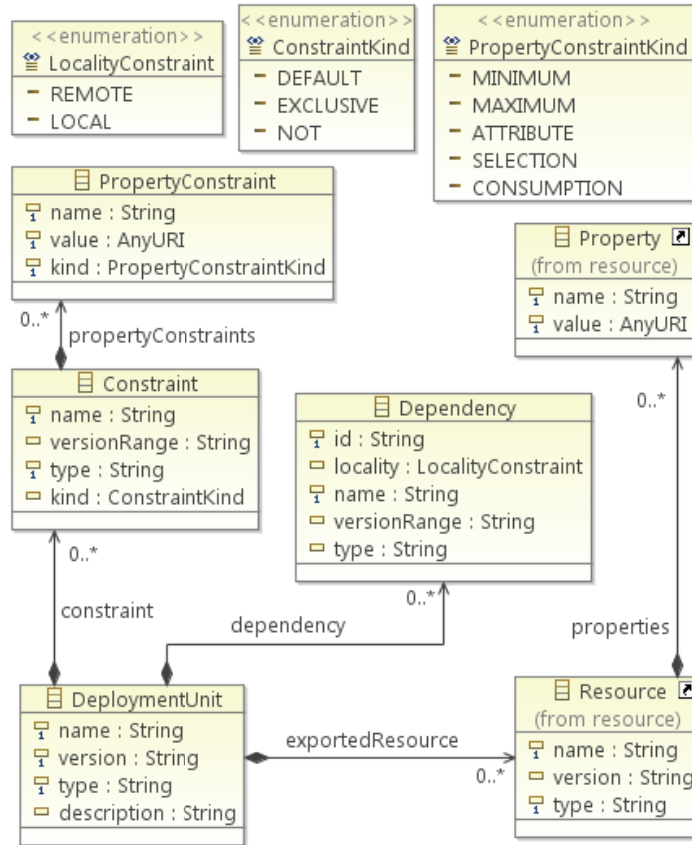 <<enumeration>>
LocalityConstraint
REMOTE
LOCAL
<<enumeration>>
ConstraintKind
DEFAULT
EXCLUSIVE
NOT
<<enumeration>>
PropertyConstraintKind
MINIMUM
MAXIMUM
ATTRIBUTE
SELECTION
CONSUMPTION
PropertyConstraint
name : String
value : AnyURI
kind : PropertyConstraintKind
Property
(from resource)
name : String
value : AnyURI
0..*
propertyConstraints
Constraint
name : String
versionRange : String
type : String
kind : ConstraintKind
Dependency
id : String
locality : LocalityConstraint
name : String
versionRange : String
type : String
0..*
0..*
0..*
constraint
dependency
properties
DeploymentUnit
name : String
version : String
type : String
description : String
exportedResource
0..*
Resource
(from resource)
name : String
version : String
type : String